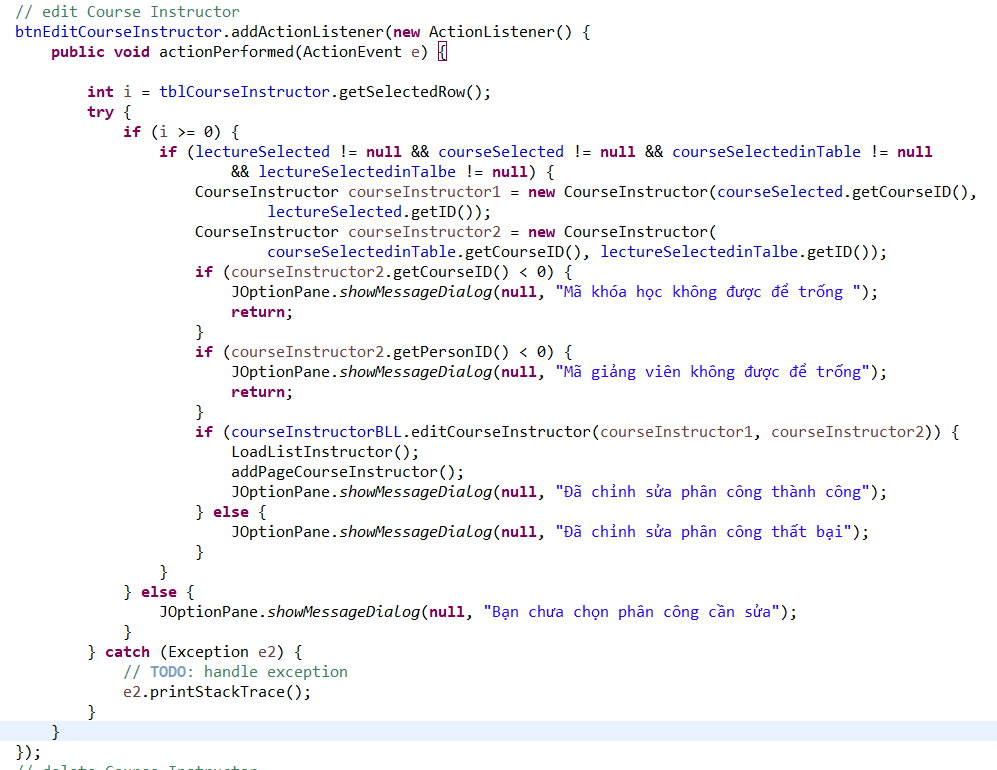 // edit Course Instructor
btnEditCourseInstructor.addActionListener(new ActionListener() {
public void actionPerformed(ActionEvent e) {
int i = tblCourseInstructor.getSelectedRow();
try {
if (i >= 0) {
if (lectureSelected != null && courseSelected != null && courseSelectedinTable != null
&& lectureSelectedinTalbe != null) {
CourseInstructor courseInstructor1 = new CourseInstructor(courseSelected.getCourseID(),
lectureSelected.getID());
CourseInstructor courseInstructor2 = new CourseInstructor(
courseSelectedinTable.getCourseID(), lectureSelectedinTalbe.getID());
if (courseInstructor2.getCourseID() < 0) {
JOptionPane.showMessageDialog(null, "Mã khóa học không được để trống ");
return;
}
if (courseInstructor2.getPersonID() < 0) {
JOptionPane.showMessageDialog(null, "Mã giảng viên không được để trống");
return;
}
if (courseInstructorBLL.editCourseInstructor(courseInstructor1, courseInstructor2)) {
LoadListInstructor();
addPageCourseInstructor();
JOptionPane.showMessageDialog(null, "Đã chỉnh sửa phân công thành công");
} else {
JOptionPane.showMessageDialog(null, "Đã chỉnh sửa phân công thất bại");
}
}
} else {
JOptionPane.showMessageDialog(null, "Bạn chưa chọn phân công cần sửa");
}
} catch (Exception e2) {
// TODO: handle exception
e2.printStackTrace();
}
}
});
// delete Course Instructor